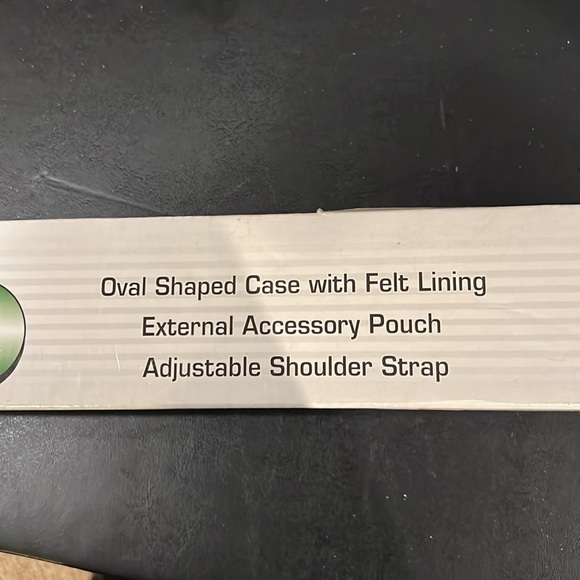 Oval Shaped Case with Felt Lining
External Accessory Pouch
Adjustable Shoulder Strap